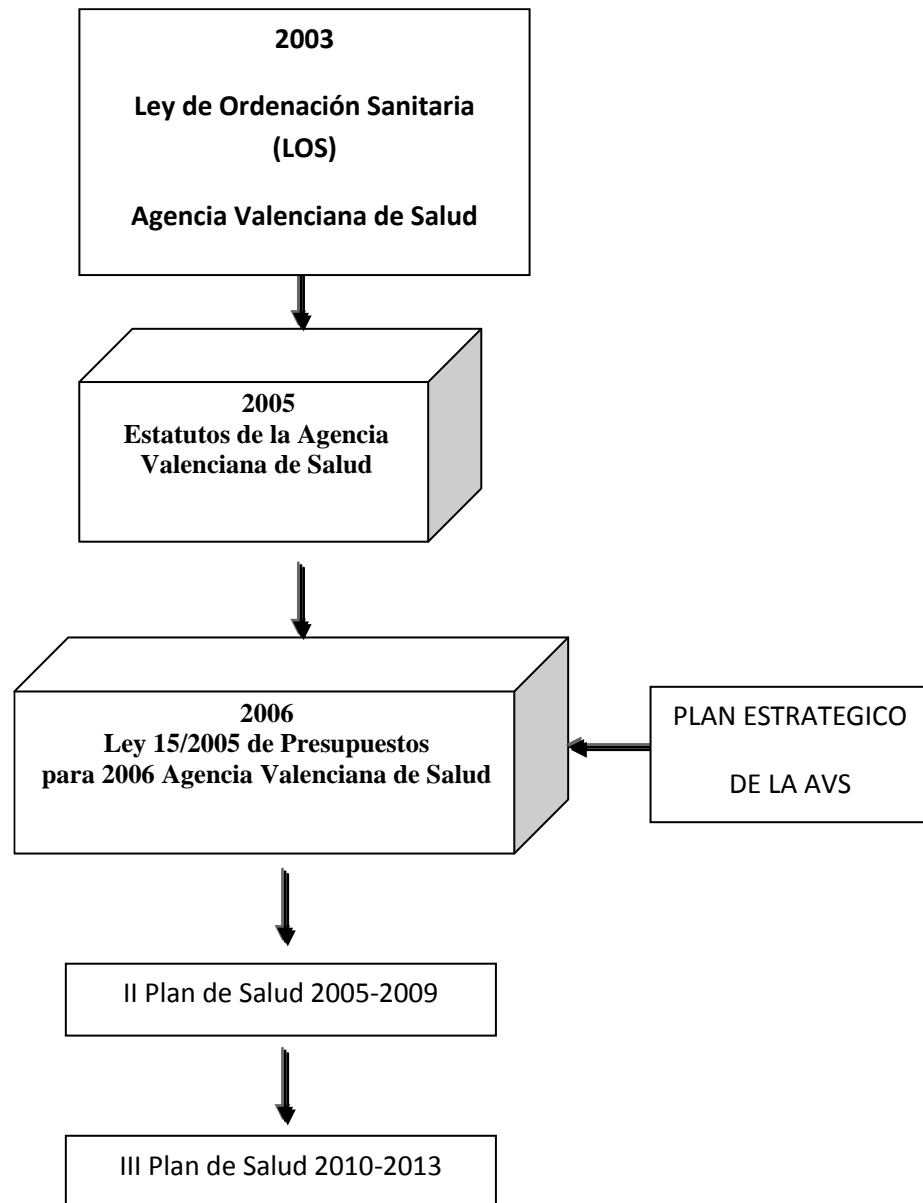 2003
Ley de Ordenación Sanitaria
(LOS)
Agencia Valenciana de Salud
2005
Estatutos de la Agencia
Valenciana de Salud
2006
Ley 15/2005 de Presupuestos
para 2006 Agencia Valenciana de Salud
PLAN ESTRATEGICO
DE LA AVS
II Plan de Salud 2005-2009
III Plan de Salud 2010-2013